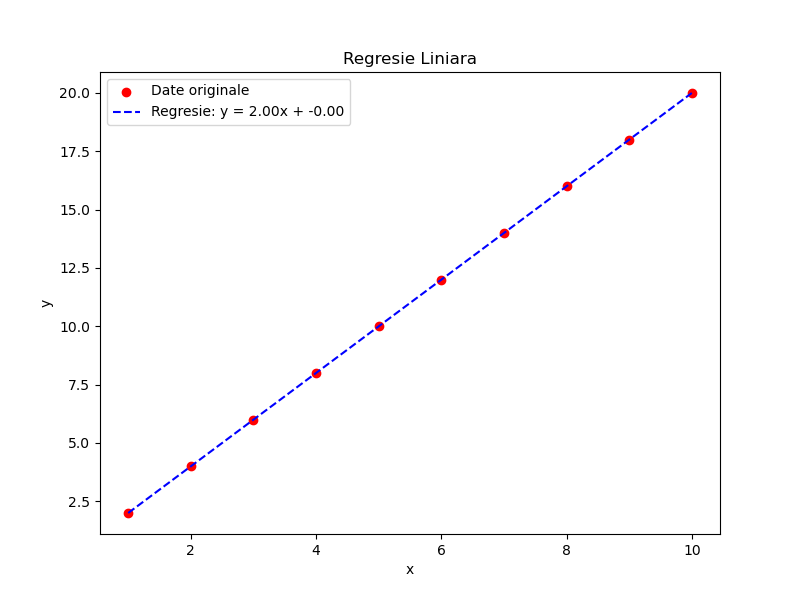 Regresie Liniara
Date originale
Regresie: y = 2.00x + -0.00
20.0
17.5
15.0
12.5
10.0
7.5
5.0
2.5
y
2 4 6 8 10
x